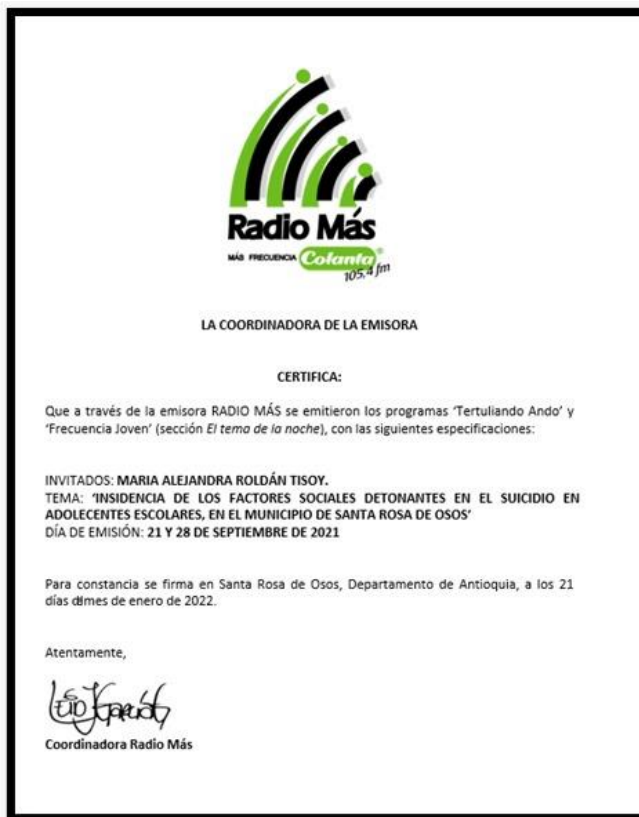 Radio Más
MÁS FRECUENCIA Colanta®
105,4 fm
LA COORDINADORA DE LA EMISORA
CERTIFICA:
Que a través de la emisora RADIO MÁS se emitieron los programas ‘Tertuliando Ando’ y
‘Frecuencia Joven’ (sección El tema de la noche), con las siguientes especificaciones:
INVITADOS: MARIA ALEJANDRA ROLDÁN TISOY.
TEMA: ‘INSIDENCIA DE LOS FACTORES SOCIALES DETONANTES EN EL SUICIDIO EN
ADOLECENTES ESCOLARES, EN EL MUNICIPIO DE SANTA ROSA DE OSOS’
DÍA DE EMISIÓN: 21 Y 28 DE SEPTIEMBRE DE 2021
Para constancia se firma en Santa Rosa de Osos, Departamento de Antioquia, a los 21
días mes de enero de 2022.
Atentamente,
Coordinadora Radio Más